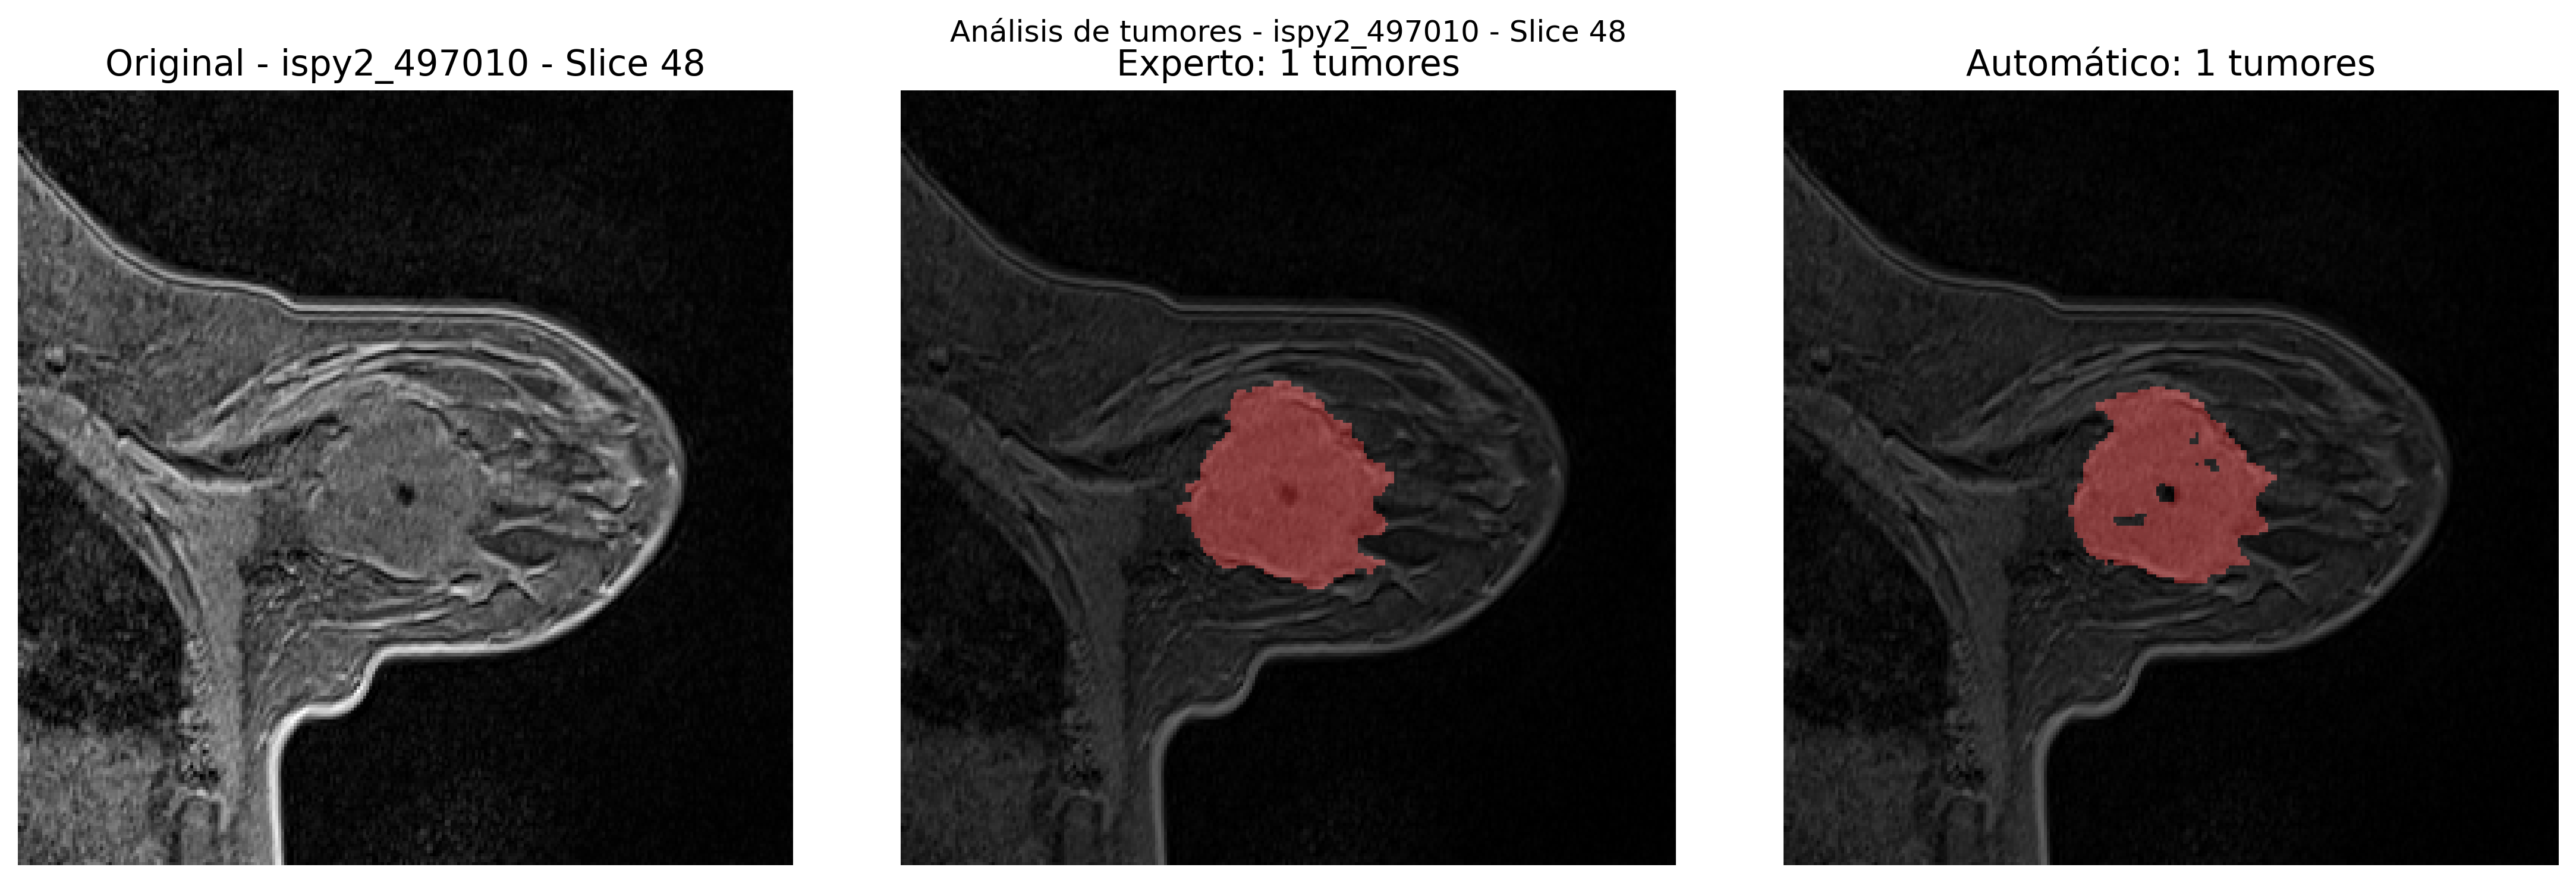 Análisis de tumores - ispy2_497010 - Slice 48
Original - ispy2_497010 - Slice 48
Experto: 1 tumores
Automático: 1 tumores